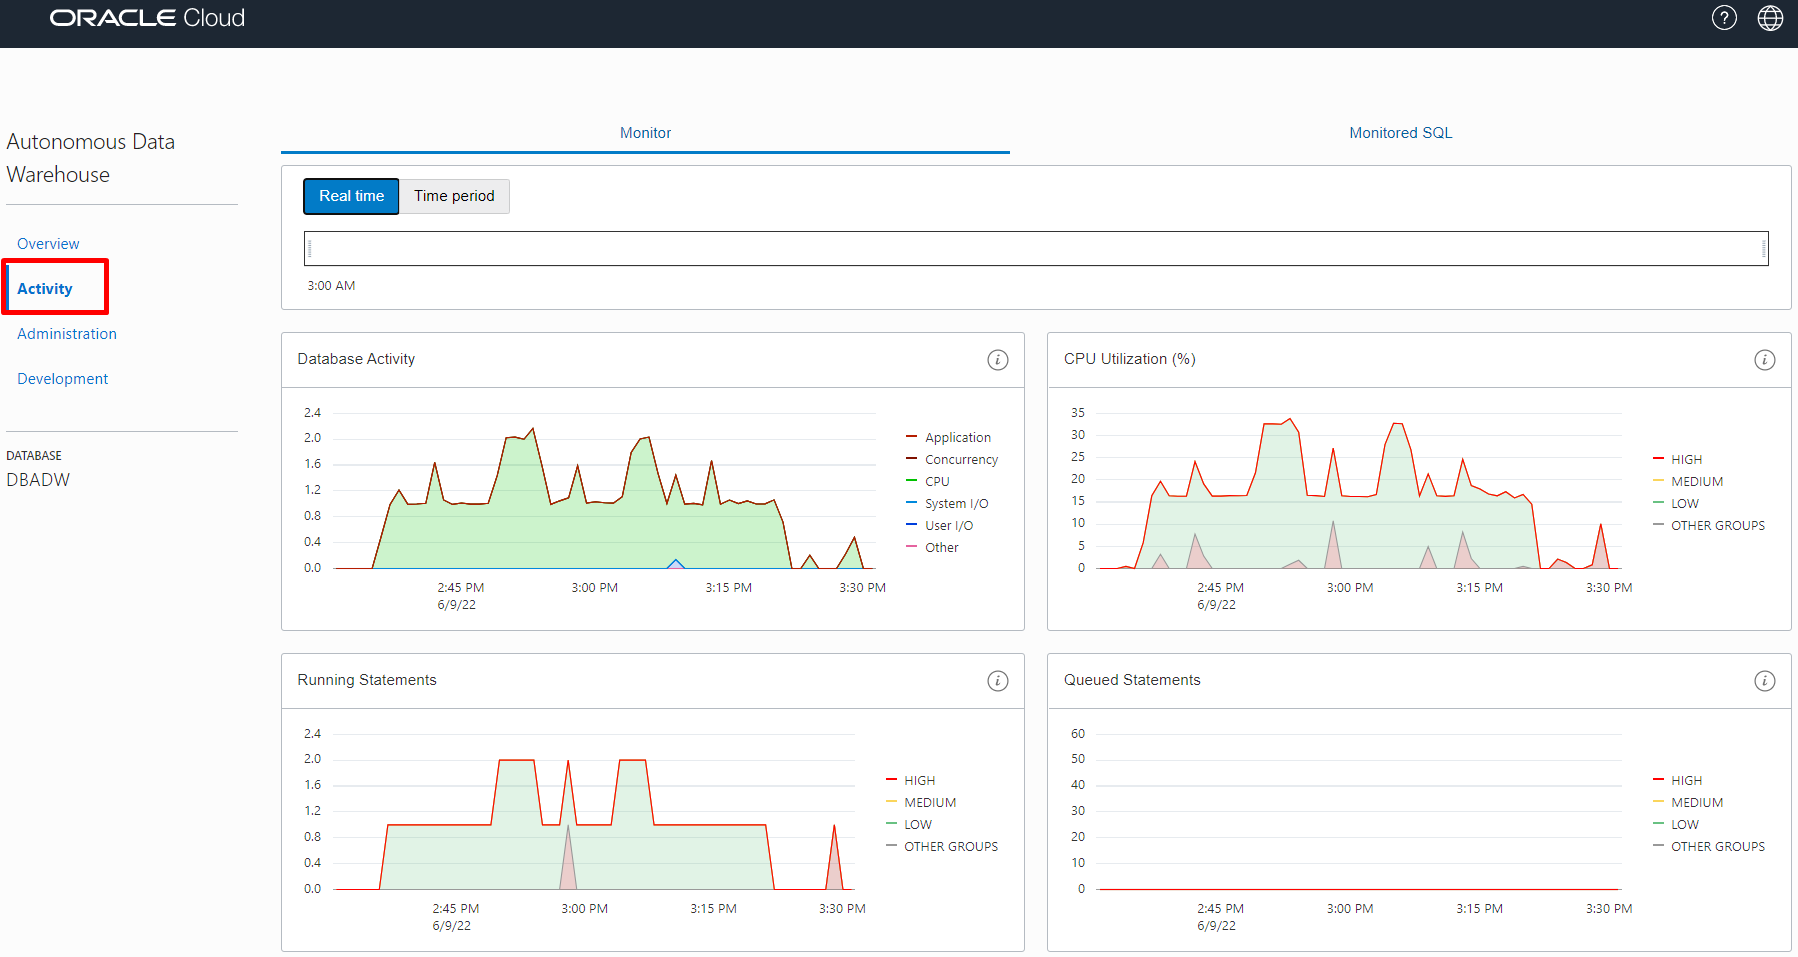 ORACLE Cloud
?
Autonomous Data
Warehouse
Overview
Activity
Administration
Development
DATABASE
DBADW
Monitor
Monitored SQL
Real time
Time period
3:00 AM
Database Activity
i
2.4
2.0
1.6
1.2
0.8
0.4
0.0
2:45 PM
6/9/22
3:00 PM
3:15 PM
3:30 PM
Application
Concurrency
CPU
System I/O
User I/O
Other
CPU Utilization (%)
i
35
30
25
20
15
10
5
0
2:45 PM
6/9/22
3:00 PM
3:15 PM
3:30 PM
HIGH
MEDIUM
LOW
OTHER GROUPS
Running Statements
i
2.4
2.0
1.6
1.2
0.8
0.4
0.0
2:45 PM
6/9/22
3:00 PM
3:15 PM
3:30 PM
HIGH
MEDIUM
LOW
OTHER GROUPS
Queued Statements
i
60
50
40
30
20
10
0
2:45 PM
6/9/22
3:00 PM
3:15 PM
3:30 PM
HIGH
MEDIUM
LOW
OTHER GROUPS